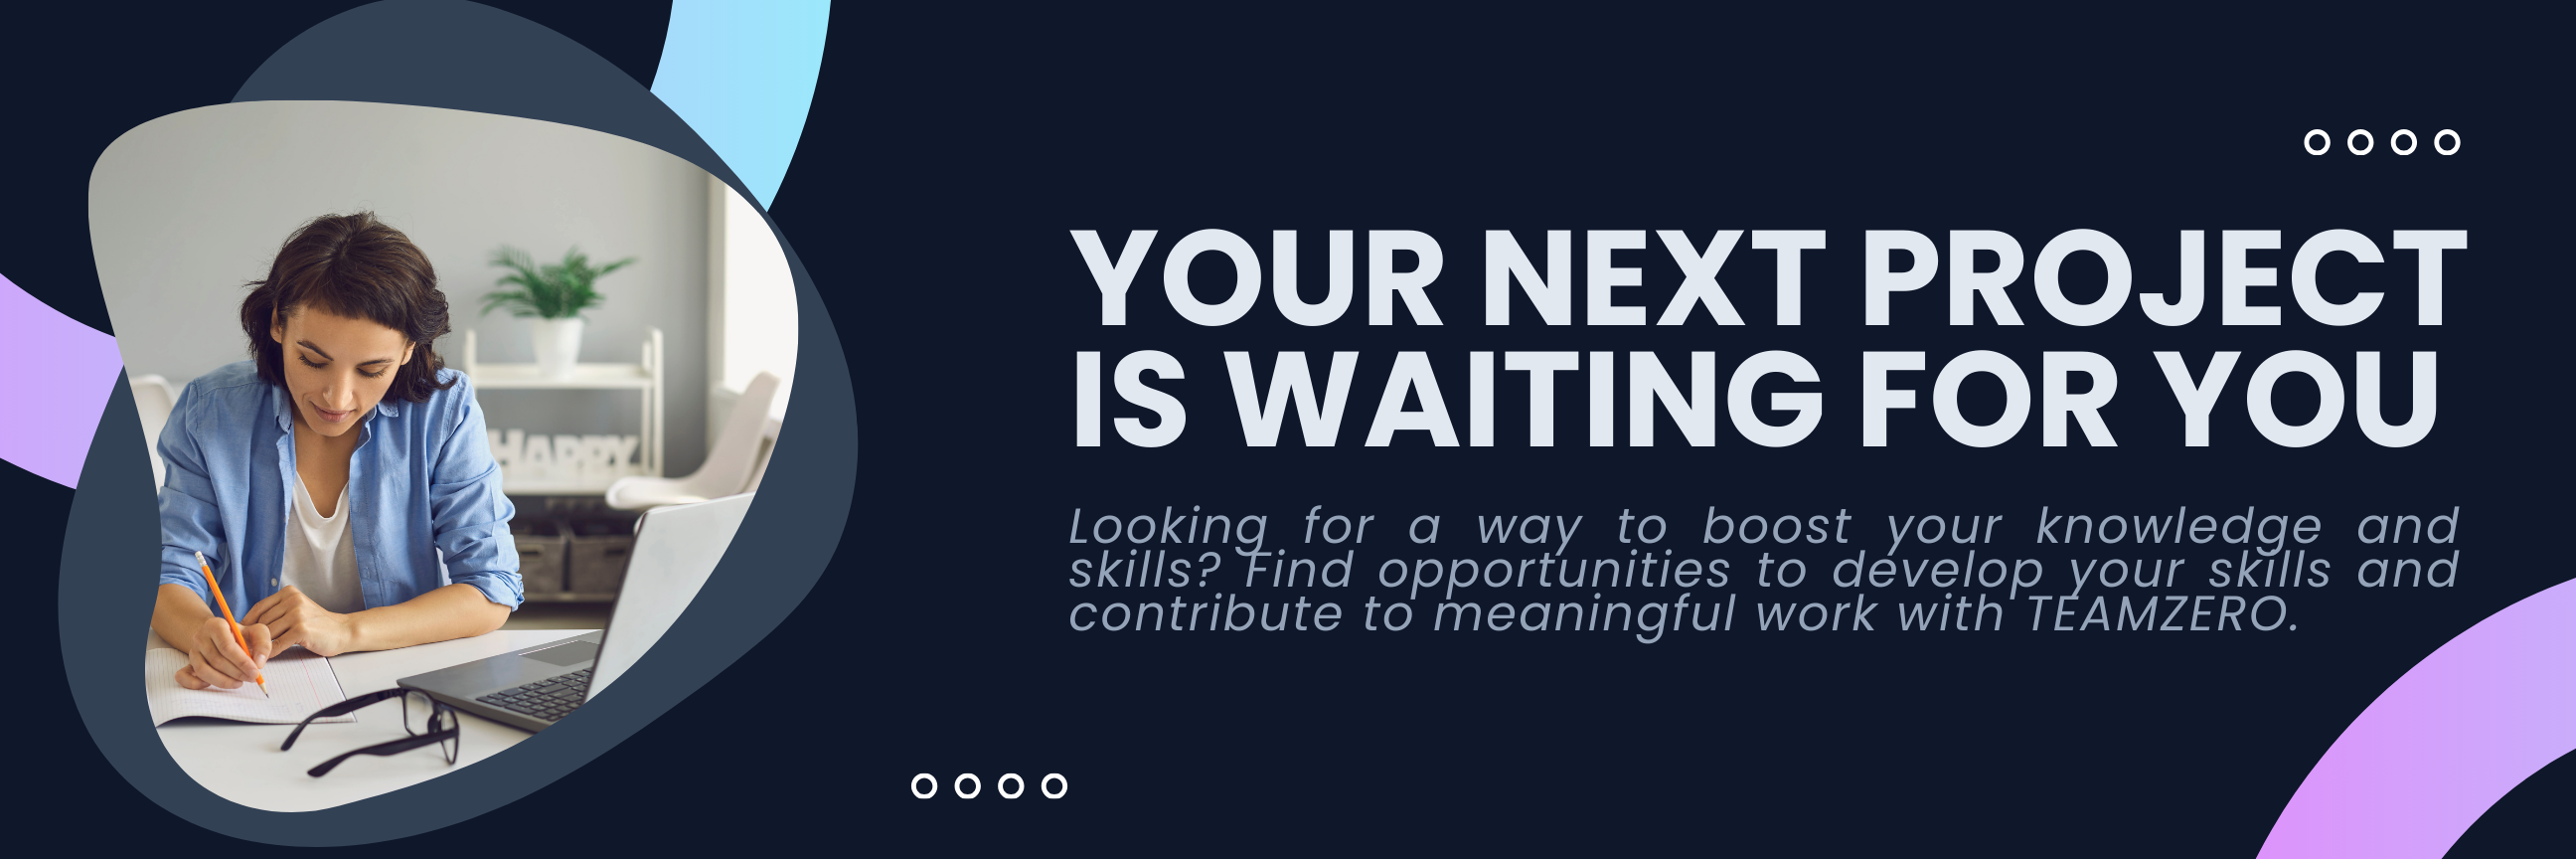 YOUR NEXT PROJECT
IS WAITING FOR YOU
Looking for a way to boost your knowledge and
skills? Find opportunities to develop your skills and
contribute to meaningful work with TEAMZERO.
HAPPY